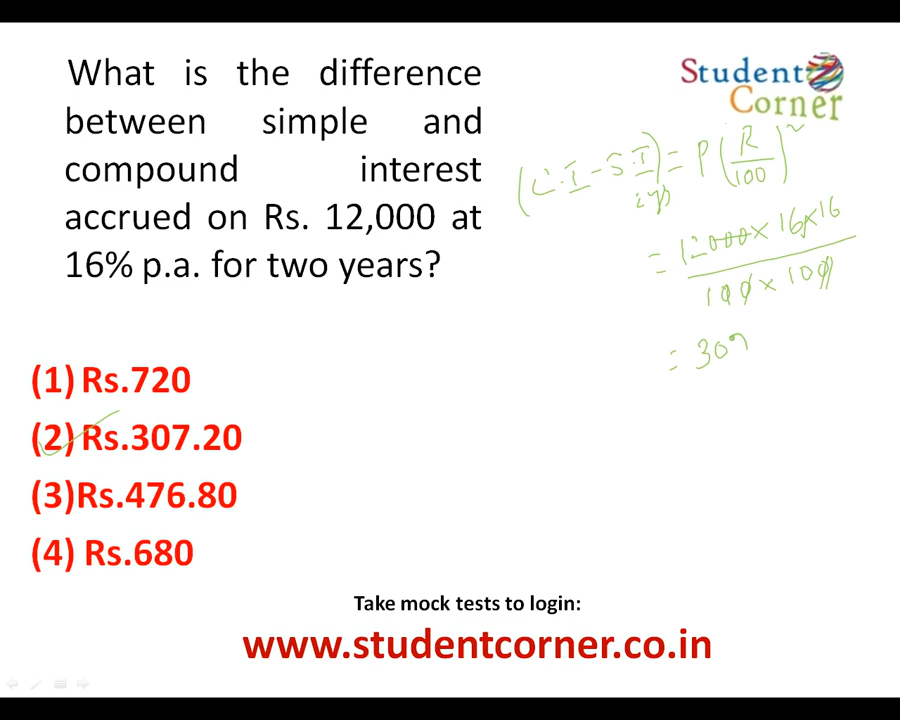 What is the difference
between simple and
compound interest
accrued on Rs. 12,000 at
16% p.a. for two years?
Student
Corner
(C.I - S.I) = P(R/100)²
= 12000 × 16 × 16
100 × 100
= 307
(1) Rs.720
(2) Rs.307.20
(3)Rs.476.80
(4) Rs.680
Take mock tests to login:
www.studentcorner.co.in